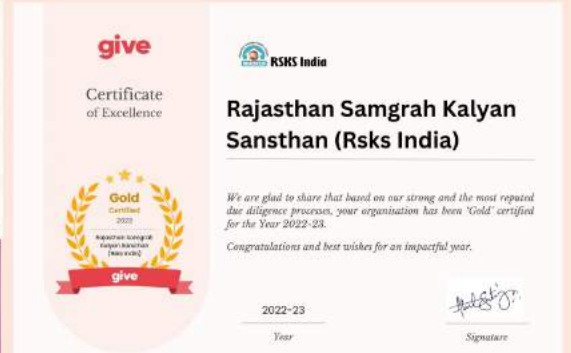 give
Certificate
of Excellence
Gold
Certified
2023
Rajasthan Samgrah
Kalyan Sansthan
(Rsks India)
give
RSKS India
Rajasthan Samgrah Kalyan
Sansthan (Rsks India)
We are glad to share that based on our strong and the most reputed
due diligence processes, your organisation has been 'Gold' certified
for the Year 2022-23.
Congratulations and best wishes for an impactful year.
2022-23
Year
Signature